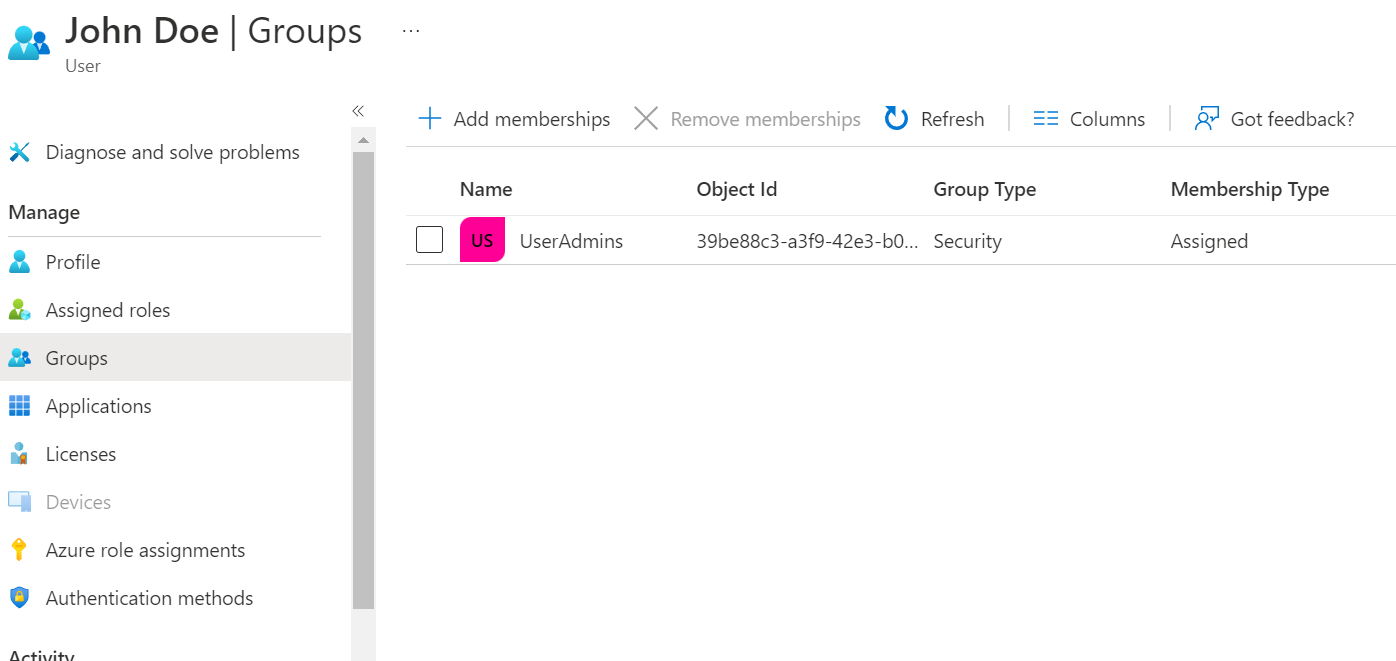 John Doe | Groups ...
User
«
Diagnose and solve problems
Manage
Profile
Assigned roles
Groups
Applications
Licenses
Devices
Azure role assignments
Authentication methods
Activity
Add memberships Remove memberships Refresh Columns Got feedback?
Name Object Id Group Type Membership Type
US UserAdmins 39be88c3-a3f9-42e3-b0... Security Assigned